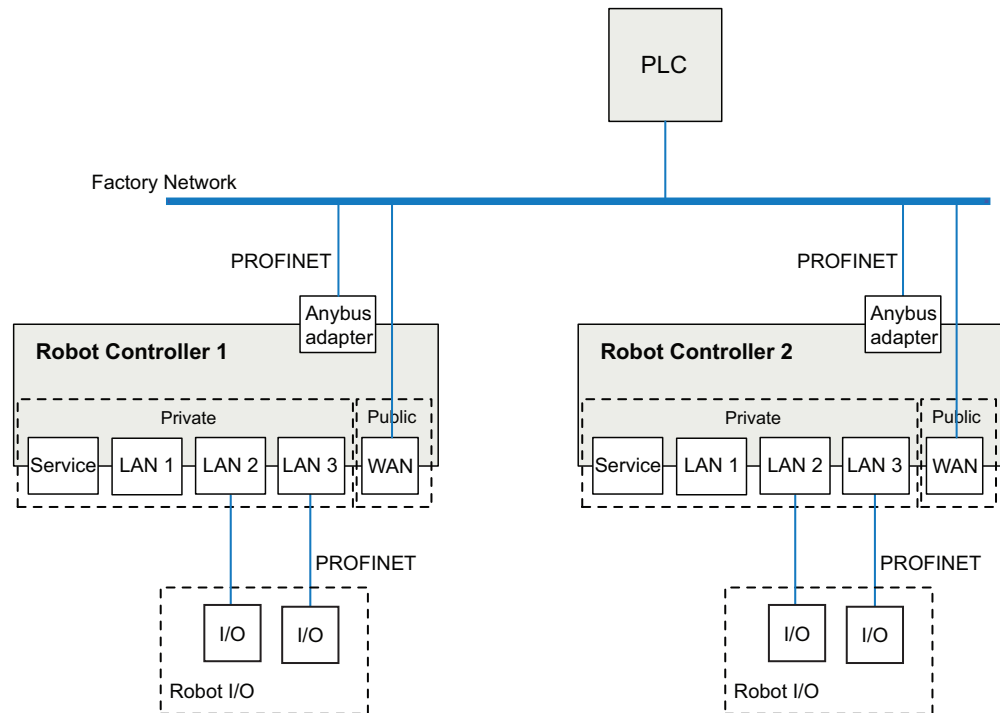 PLC
Factory Network
PROFINET
PROFINET
Anybus
adapter
Anybus
adapter
Robot Controller 1
Robot Controller 2
Private
Public
Private
Public
Service
LAN 1
LAN 2
LAN 3
WAN
Service
LAN 1
LAN 2
LAN 3
WAN
PROFINET
PROFINET
I/O
I/O
I/O
I/O
Robot I/O
Robot I/O